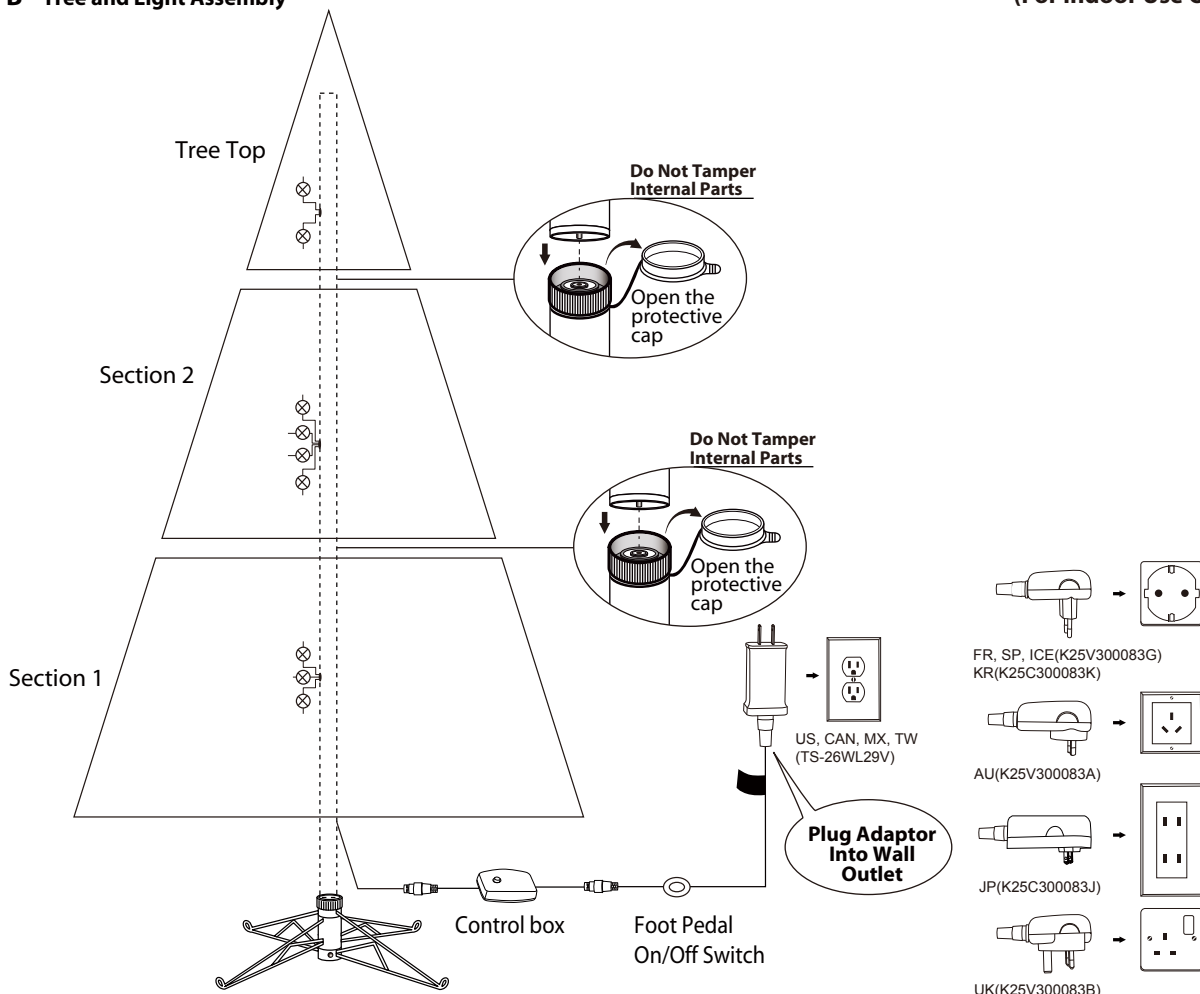 Tree and Light Assembly
(For Indoor Use
Tree Top
Do Not Tamper
Internal Parts
Open the
protective
cap
Section 2
Do Not Tamper
Internal Parts
Open the
protective
cap
Section 1
US, CAN, MX, TW
(TS-26WL29V)
Plug Adaptor
Into Wall
Outlet
Control box
Foot Pedal
On/Off Switch
FR, SP, ICE(K25V300083G)
KR(K25C300083K)
AU(K25V300083A)
JP(K25C300083J)
UK(K25V300083B)